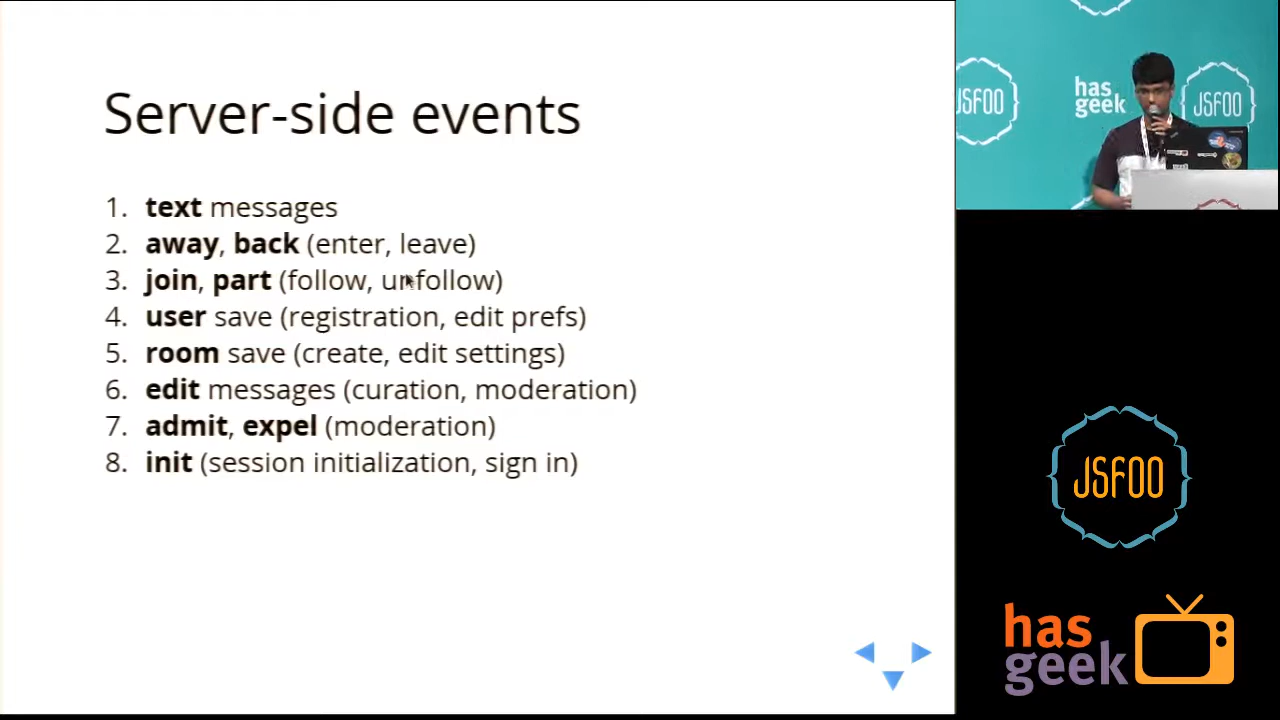 Server-side events
1. text messages
2. away, back (enter, leave)
3. join, part (follow, unfollow)
4. user save (registration, edit prefs)
5. room save (create, edit settings)
6. edit messages (curation, moderation)
7. admit, expel (moderation)
8. init (session initialization, sign in)
JSFOO
has
geek
JSFOO
JSFOO
has
geek